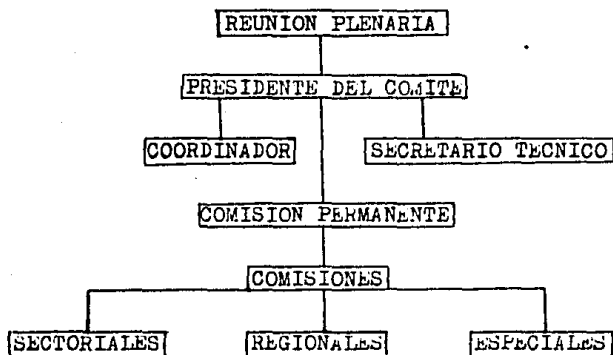 REUNION PLENARIA
PRESIDENTE DEL COMITE
COORDINADOR SECRETARIO TECNICO
COMISION PERMANENTE
COMISIONES
SECTORIALES REGIONALES ESPECIALES